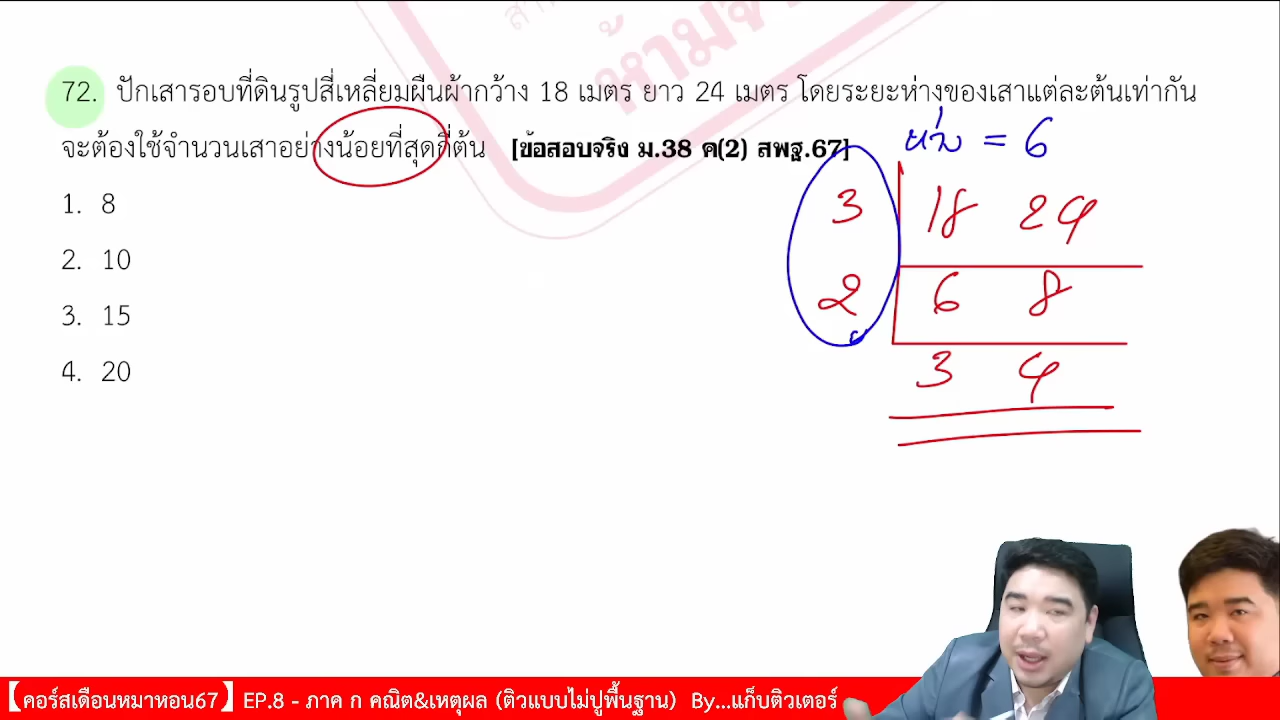 ห้าม
72. ปักเสารอบที่ดินรูปสี่เหลี่ยมผืนผ้ากว้าง 18 เมตร ยาว 24 เมตร โดยระยะห่างของเสาแต่ละต้นเท่ากัน
จะต้องใช้จำนวนเสาอย่างน้อยที่สุดกี่ต้น [ข้อสอบจริง ม.38 ค(2) สพฐ.67]
ห่าง = 6
1. 8
2. 10
3. 15
4. 20
3 18 24
2 6 8
3 4
【คอร์สเดือนหมาหอน67】 EP.8 - ภาค ก คณิต&เหตุผล (ติวแบบไม่ปูพื้นฐาน) By...แก็บติวเตอร์